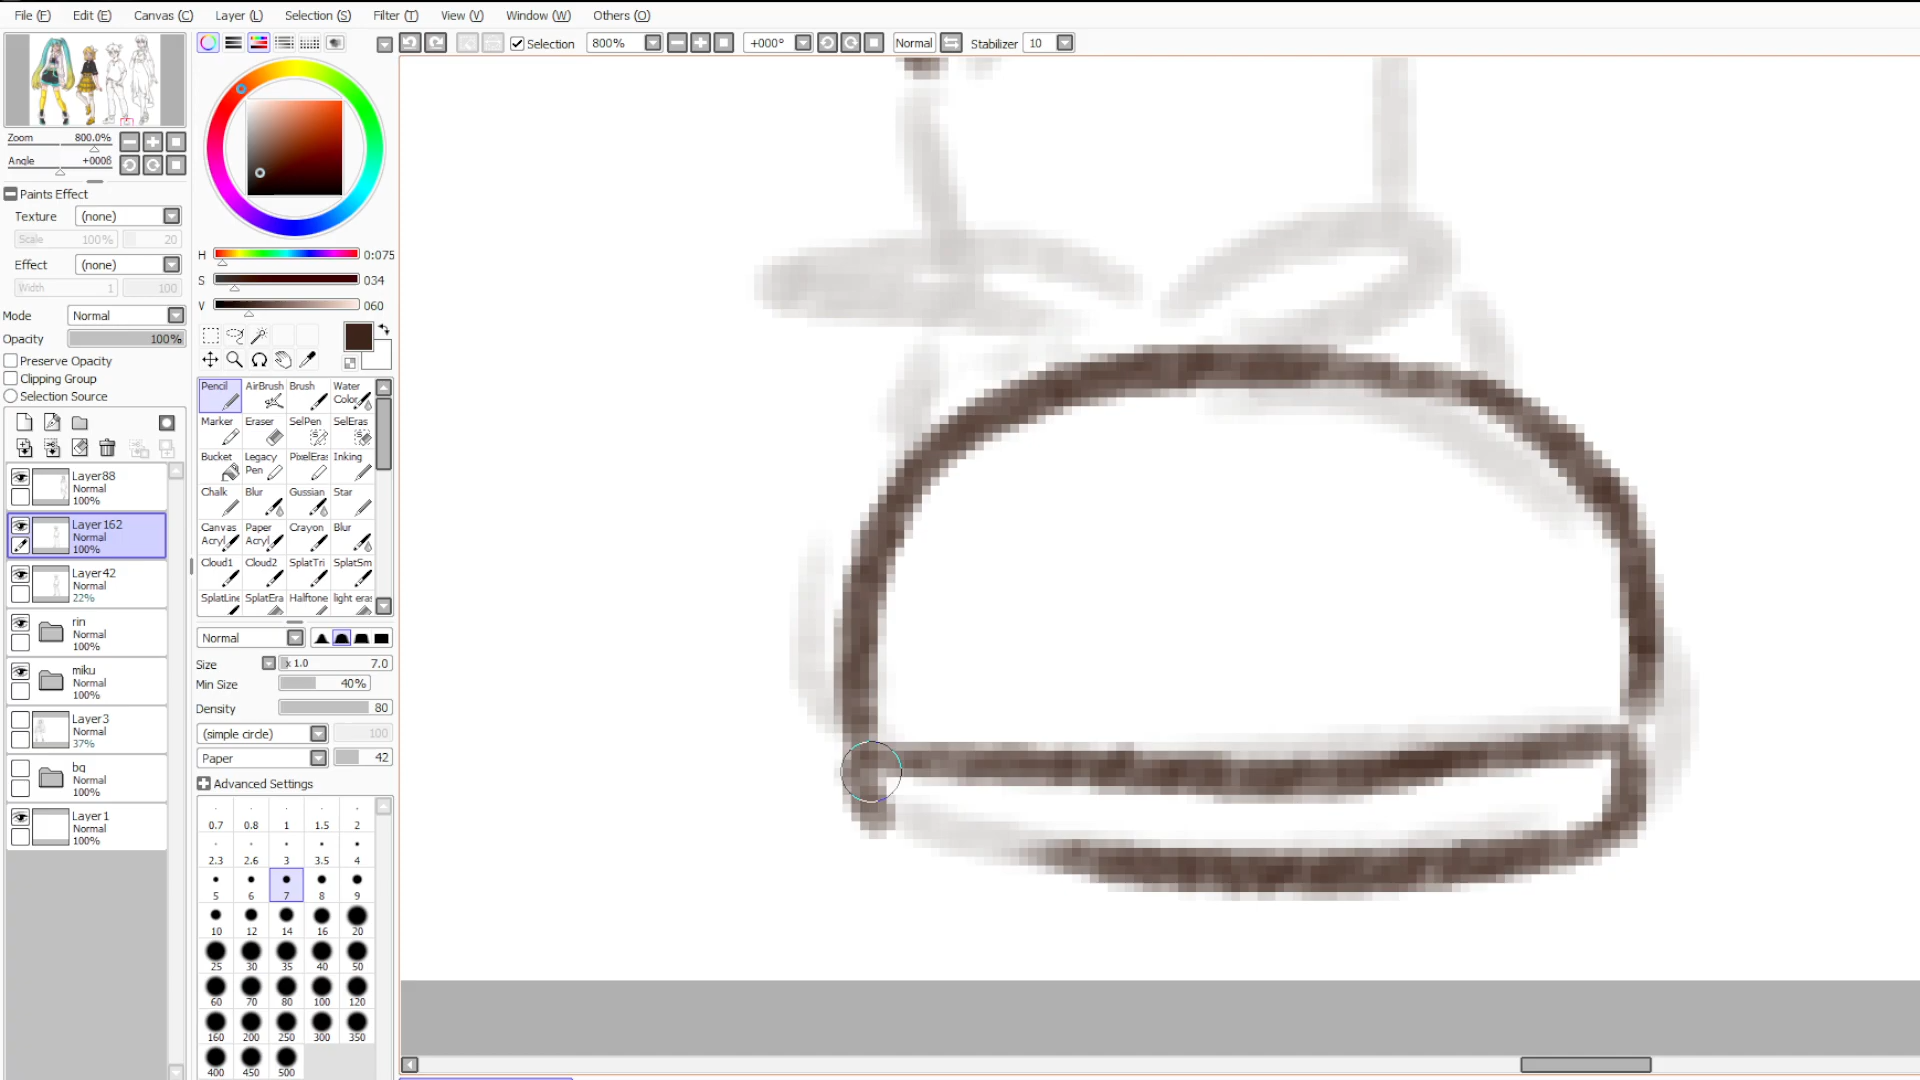 File (F) Edit (E) Canvas (C) Layer (L) Selection (S) Filter (T) View (V) Window (W) Others (O)
Selection 800% +000° Normal Stabilizer 10
Zoom 800.0%
Angle +0008
Paints Effect
Texture (none)
Scale 100% 20
Effect (none)
Width 1 100
Mode Normal
Opacity 100%
Preserve Opacity
Clipping Group
Selection Source
Layer88
Normal
100%
Layer162
Normal
100%
Layer42
Normal
22%
rin
Normal
100%
miku
Normal
100%
Layer3
Normal
37%
bg
Normal
100%
Layer1
Normal
100%
H 0:075
S 034
V 060
Pencil AirBrush Brush Water Color
Marker Eraser SelPen SelEras
Bucket Legacy Pen PixelEras Inking
Chalk Blur Gussian Star
Canvas Acryl Paper Acryl Crayon Blur
Cloud1 Cloud2 SplatTri SplatSm
SplatLine SplatEra Halftone light era
Normal
Size x 1.0 7.0
Min Size 40%
Density 80
(simple circle) 100
Paper 42
Advanced Settings
0.7 0.8 1 1.5 2
2.3 2.6 3 3.5 4
5 6 7 8 9
10 12 14 16 20
25 30 35 40 50
60 70 80 100 120
160 200 250 300 350
400 450 500